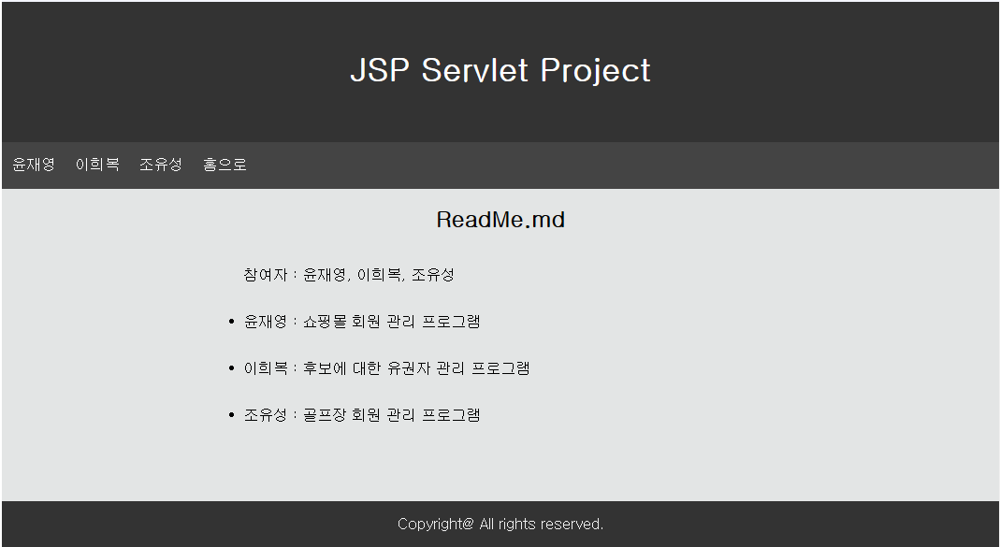 JSP Servlet Project
윤재영 이희복 조유성 홈으로
ReadMe.md
참여자 : 윤재영, 이희복, 조유성
• 윤재영 : 쇼핑몰 회원 관리 프로그램
• 이희복 : 후보에 대한 유권자 관리 프로그램
• 조유성 : 골프장 회원 관리 프로그램
Copyright@ All rights reserved.